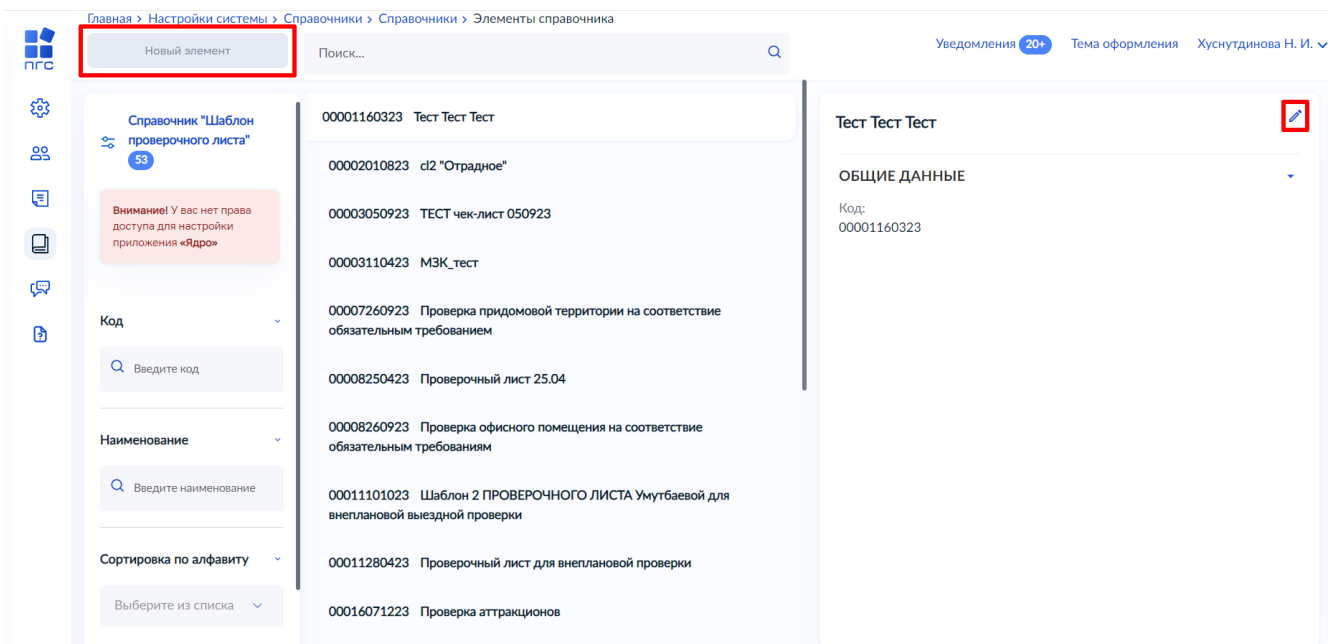 Главная > Настройки системы > Справочники > Справочники > Элементы справочника
Новый элемент
Поиск...
Уведомления 20+ Тема оформления Хуснутдинова Н. И.
ПГС
Справочник "Шаблон
проверочного листа"
53
Внимание! У вас нет права
доступа для настройки
приложения «Ядро»
Код
Введите код
Наименование
Введите наименование
Сортировка по алфавиту
Выберите из списка
00001160323 Тест Тест Тест
00002010823 cl2 "Отрадное"
00003050923 ТЕСТ чек-лист 050923
00003110423 МЗК_тест
00007260923 Проверка придомовой территории на соответствие
обязательным требованием
00008250423 Проверочный лист 25.04
00008260923 Проверка офисного помещения на соответствие
обязательным требованиям
00011101023 Шаблон 2 ПРОВЕРОЧНОГО ЛИСТА Умутбаевой для
внеплановой выездной проверки
00011280423 Проверочный лист для внеплановой проверки
00016071223 Проверка аттракционов
Тест Тест Тест
ОБЩИЕ ДАННЫЕ
Код:
00001160323